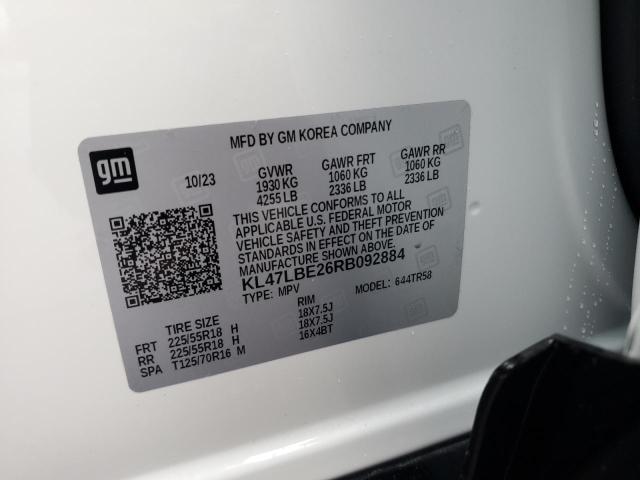 MFD BY GM KOREA COMPANY
gm
10/23 GVWR GAWR FRT GAWR RR
1930 KG 1060 KG 1060 KG
4255 LB 2336 LB 2336 LB
THIS VEHICLE CONFORMS TO ALL
APPLICABLE U.S. FEDERAL MOTOR
VEHICLE SAFETY AND THEFT PREVENTION
STANDARDS IN EFFECT ON THE DATE OF
MANUFACTURE SHOWN ABOVE.
KL47LBE26RB092884
TYPE: MPV MODEL: 644TR58
TIRE SIZE RIM
FRT 225/55R18 H 18X7.5J
RR 225/55R18 H 18X7.5J
SPA T125/70R16 M 16X4BT